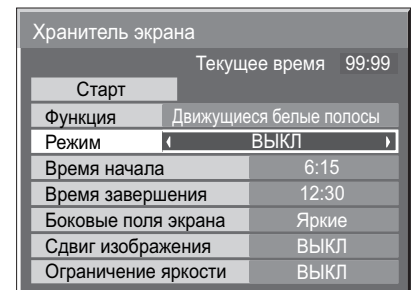 Хранитель экрана
Текущее время 99:99
Старт
Функция Движущиеся белые полосы
Режим ВЫКЛ
Время начала 6:15
Время завершения 12:30
Боковые поля экрана Яркие
Сдвиг изображения ВЫКЛ
Ограничение яркости ВЫКЛ